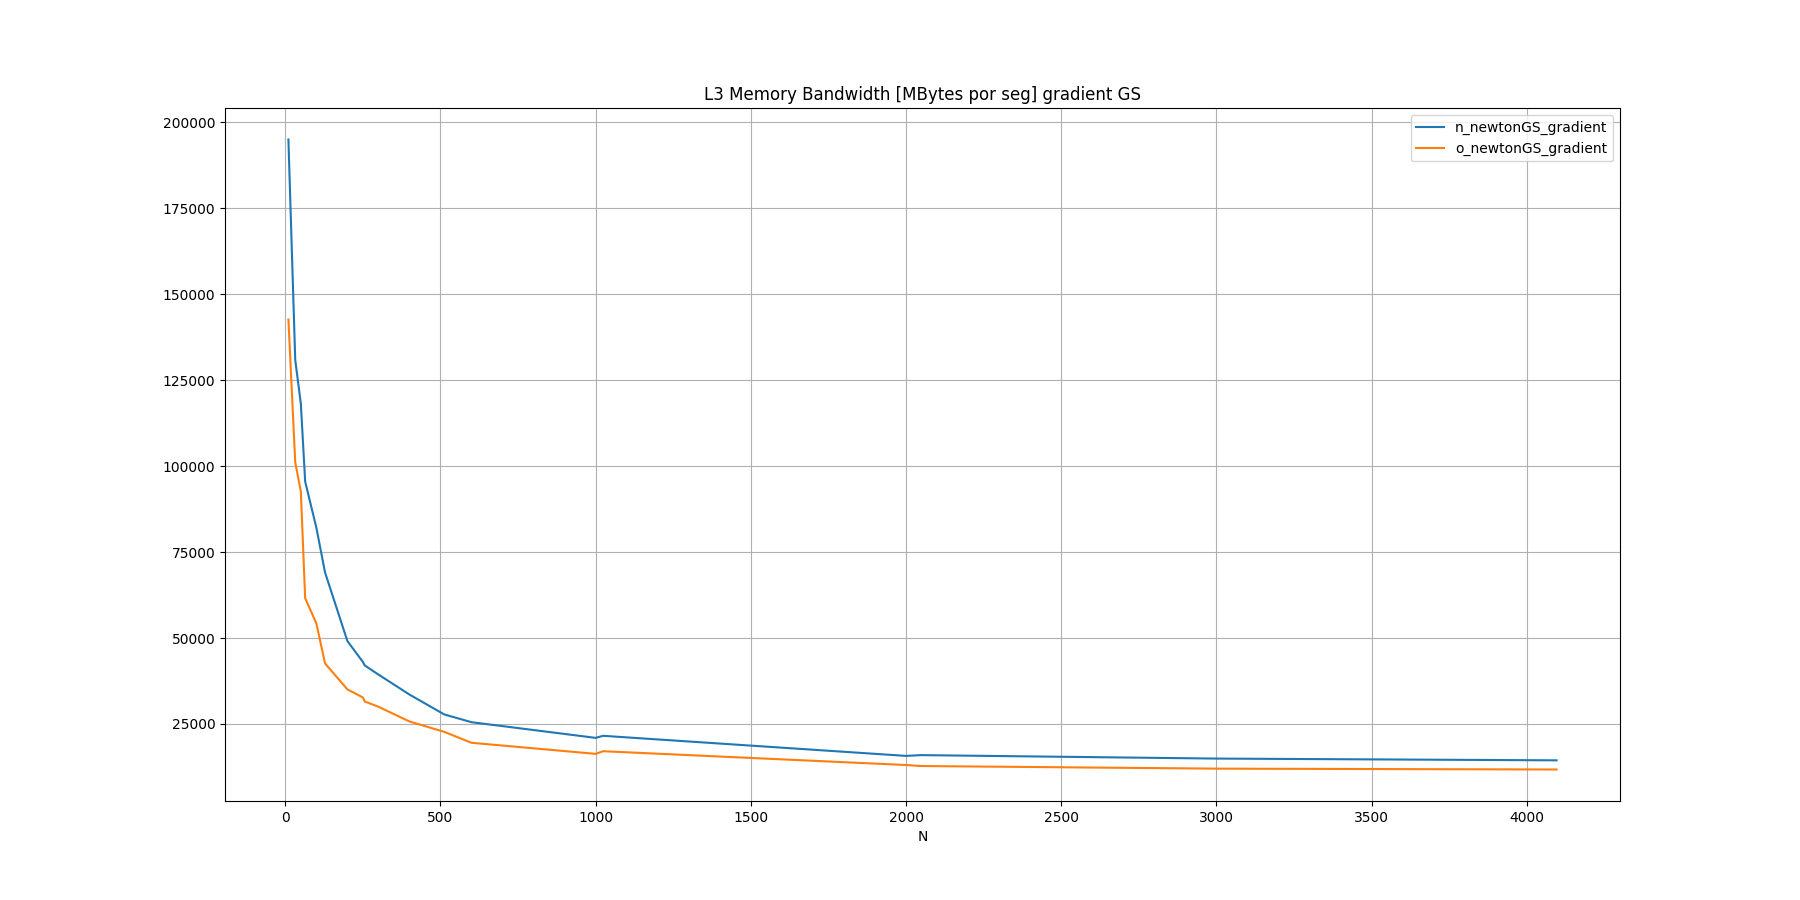 L3 Memory Bandwidth [MBytes por seg] gradient GS
n_newtonGS_gradient
o_newtonGS_gradient
200000
175000
150000
125000
100000
75000
50000
25000
0 500 1000 1500 2000 2500 3000 3500 4000
N